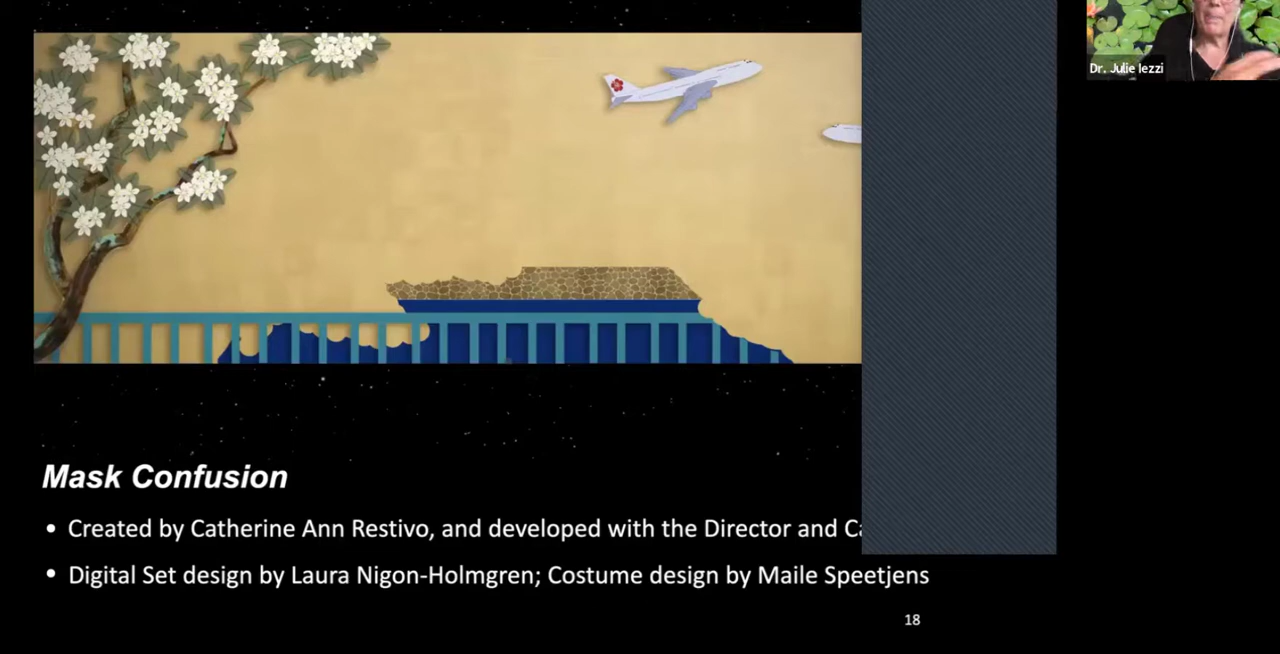 Dr. Julie Iezzi
Mask Confusion
• Created by Catherine Ann Restivo, and developed with the Director and
• Digital Set design by Laura Nigon-Holmgren; Costume design by Maile Speetjens
18